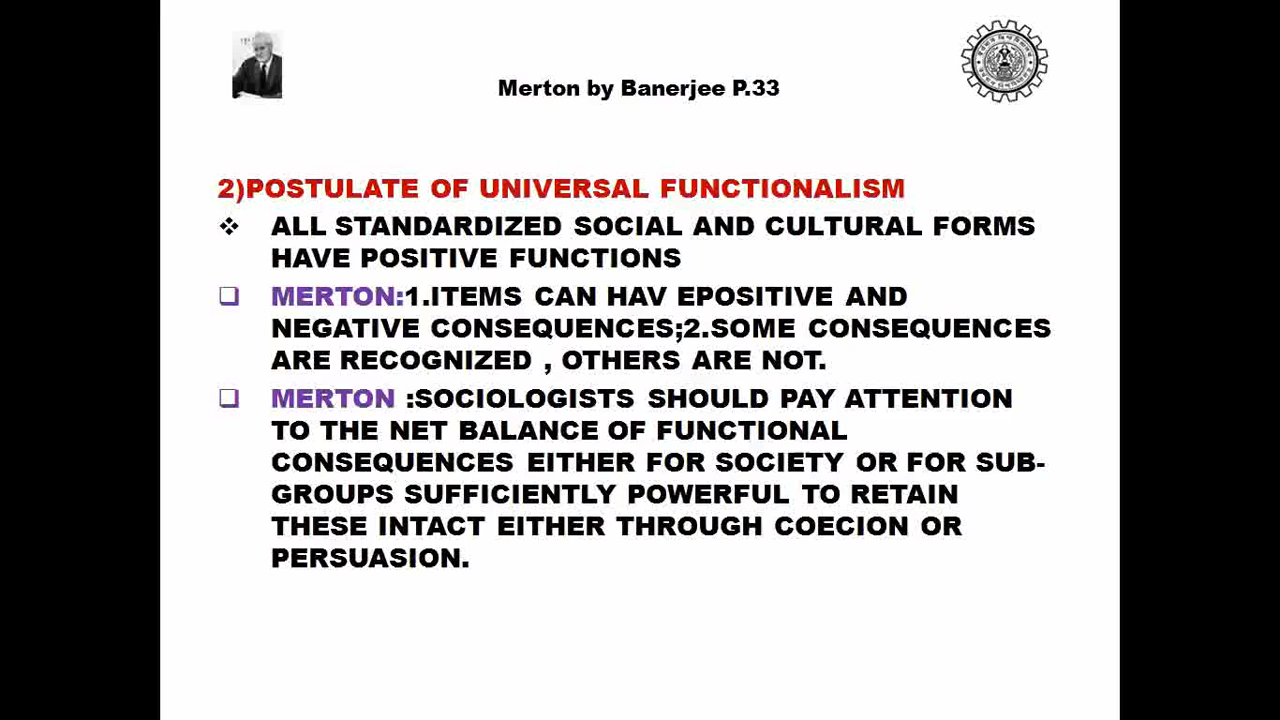 Merton by Banerjee P.33
2)POSTULATE OF UNIVERSAL FUNCTIONALISM
❖ ALL STANDARDIZED SOCIAL AND CULTURAL FORMS
HAVE POSITIVE FUNCTIONS
❑ MERTON:1.ITEMS CAN HAV EPOSITIVE AND
NEGATIVE CONSEQUENCES;2.SOME CONSEQUENCES
ARE RECOGNIZED , OTHERS ARE NOT.
❑ MERTON :SOCIOLOGISTS SHOULD PAY ATTENTION
TO THE NET BALANCE OF FUNCTIONAL
CONSEQUENCES EITHER FOR SOCIETY OR FOR SUB-
GROUPS SUFFICIENTLY POWERFUL TO RETAIN
THESE INTACT EITHER THROUGH COECION OR
PERSUASION.